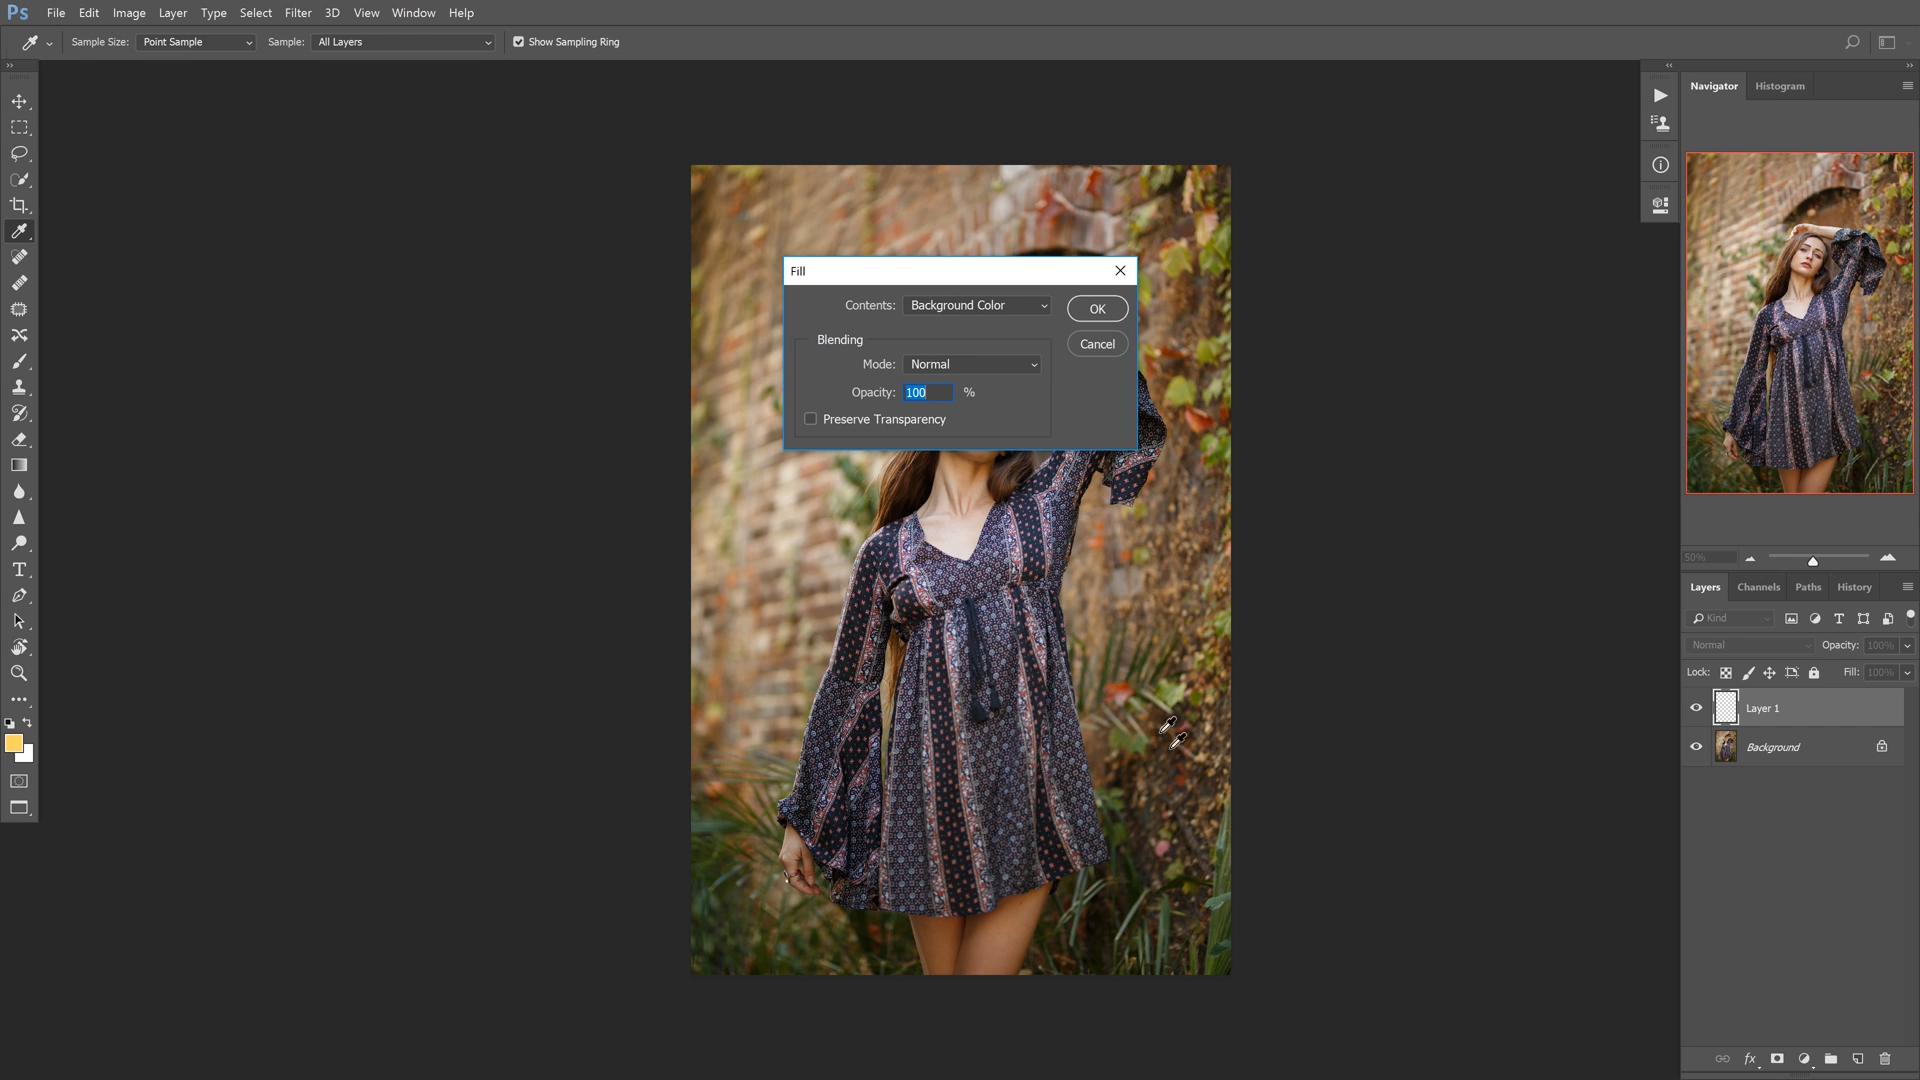 Ps File Edit Image Layer Type Select Filter 3D View Window Help
Sample Size: Point Sample Sample: All Layers Show Sampling Ring
Navigator Histogram
Fill
Contents: Background Color OK
Blending Cancel
Mode: Normal
Opacity: 100 %
Preserve Transparency
50%
Layers Channels Paths History
Kind
Normal Opacity: 100%
Lock: Fill: 100%
Layer 1
Background
fx